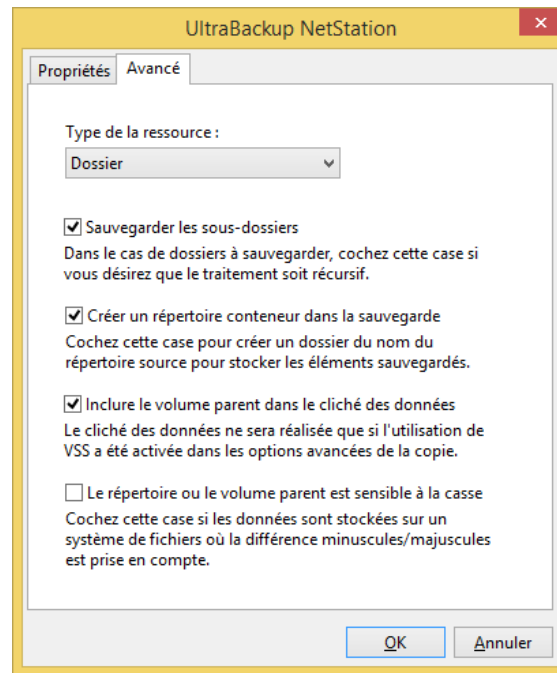 UltraBackup NetStation
Propriétés Avancé
Type de la ressource :
Dossier
Sauvegarder les sous-dossiers
Dans le cas de dossiers à sauvegarder, cochez cette case si
vous désirez que le traitement soit récursif.
Créer un répertoire conteneur dans la sauvegarde
Cochez cette case pour créer un dossier du nom du
répertoire source pour stocker les éléments sauvegardés.
Inclure le volume parent dans le cliché des données
Le cliché des données ne sera réalisée que si l'utilisation de
VSS a été activée dans les options avancées de la copie.
Le répertoire ou le volume parent est sensible à la casse
Cochez cette case si les données sont stockées sur un
système de fichiers où la différence minuscules/majuscules
est prise en compte.
OK Annuler